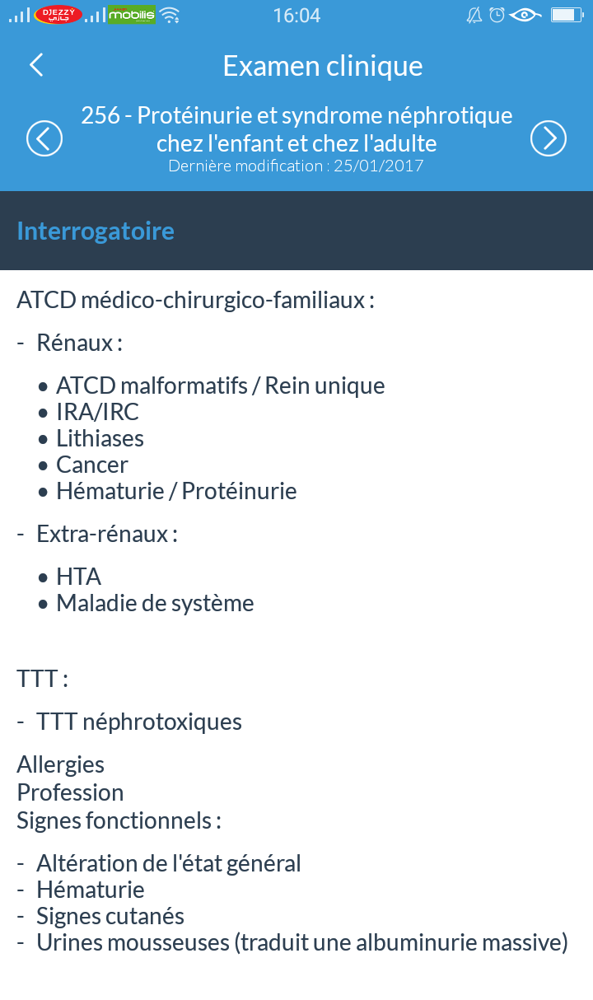 DJEZZY
جازي
mobilis
16:04
Examen clinique
256 - Protéinurie et syndrome néphrotique
chez l'enfant et chez l'adulte
Dernière modification : 25/01/2017
Interrogatoire
ATCD médico-chirurgico-familiaux :
- Rénaux :
• ATCD malformatifs / Rein unique
• IRA/IRC
• Lithiases
• Cancer
• Hématurie / Protéinurie
- Extra-rénaux :
• HTA
• Maladie de système
TTT :
- TTT néphrotoxiques
Allergies
Profession
Signes fonctionnels :
- Altération de l'état général
- Hématurie
- Signes cutanés
- Urines mousseuses (traduit une albuminurie massive)